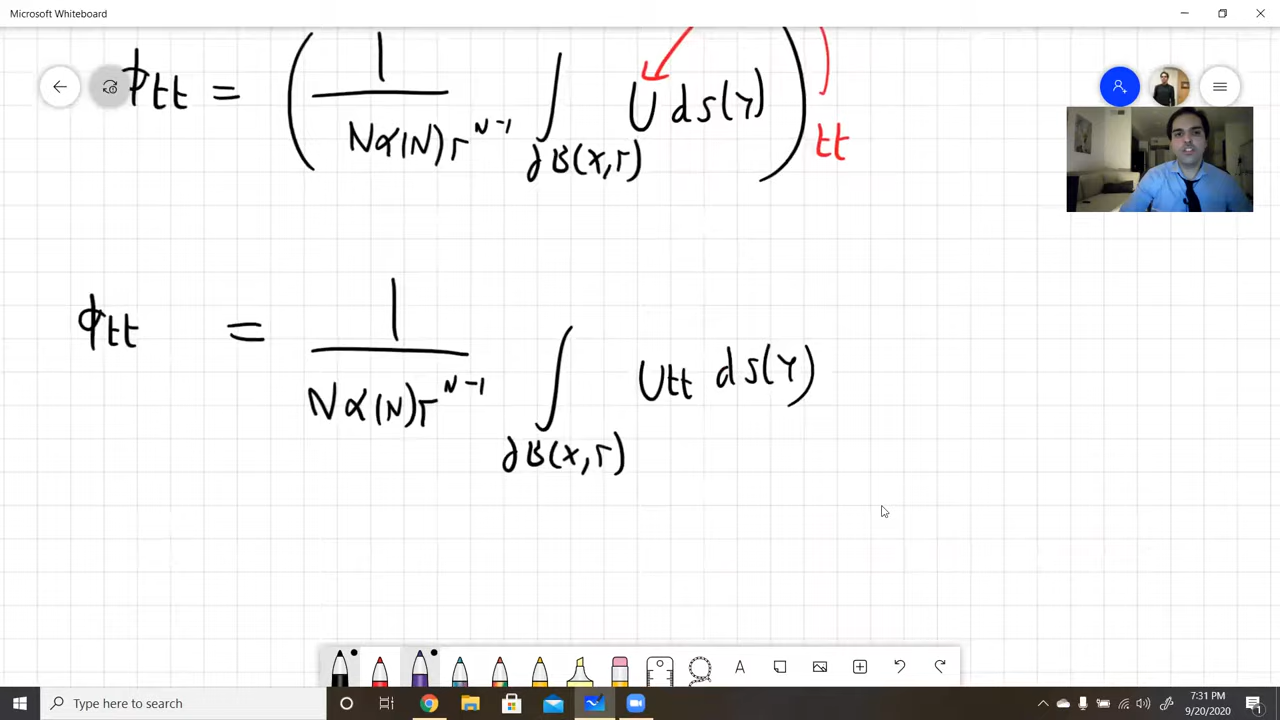 Microsoft Whiteboard
ϕtt = ( 1 / Nα(N)r^{N-1} ∫_{∂B(x,r)} U ds(y) )_{tt}
ϕtt = 1 / Nα(N)r^{N-1} ∫_{∂B(x,r)} Utt ds(y)
A
Type here to search
7:31 PM
9/20/2020
1